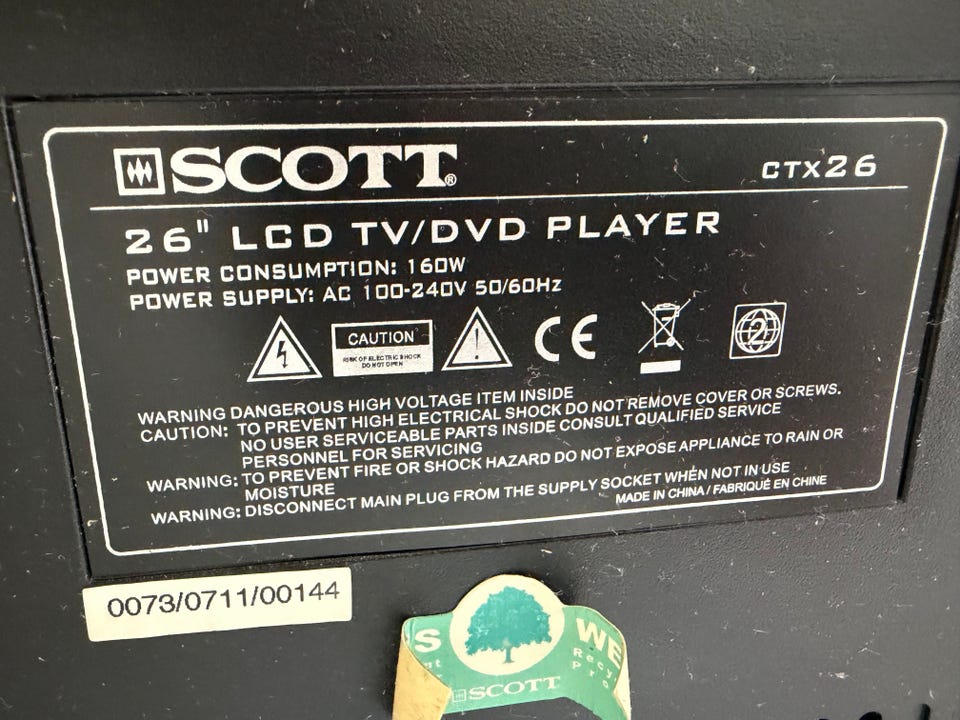 SCOTT®
CTX26
26" LCD TV/DVD PLAYER
POWER CONSUMPTION: 160W
POWER SUPPLY: AC 100-240V 50/60Hz
CAUTION
RISK OF ELECTRIC SHOCK
DO NOT OPEN
CE
2
WARNING DANGEROUS HIGH VOLTAGE ITEM INSIDE
CAUTION: TO PREVENT HIGH ELECTRICAL SHOCK DO NOT REMOVE COVER OR SCREWS.
NO USER SERVICEABLE PARTS INSIDE CONSULT QUALIFIED SERVICE
PERSONNEL FOR SERVICING
WARNING: TO PREVENT FIRE OR SHOCK HAZARD DO NOT EXPOSE APPLIANCE TO RAIN OR
MOISTURE
WARNING: DISCONNECT MAIN PLUG FROM THE SUPPLY SOCKET WHEN NOT IN USE
MADE IN CHINA / FABRIQUÉ EN CHINE
0073/0711/00144
WE
SCOTT